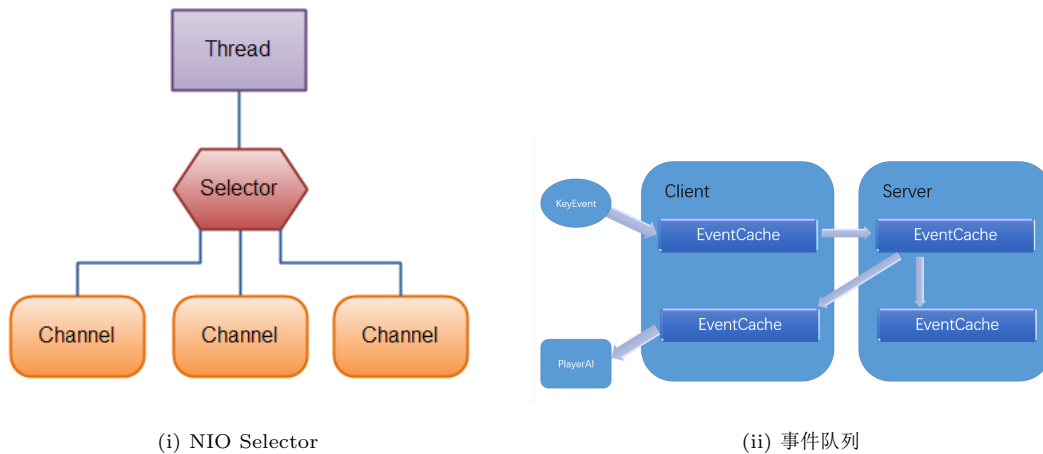 Thread
Selector
Channel
Channel
Channel
(i) NIO Selector
KeyEvent
Client
Server
EventCache
EventCache
EventCache
EventCache
PlayerAI
(ii) 事件队列